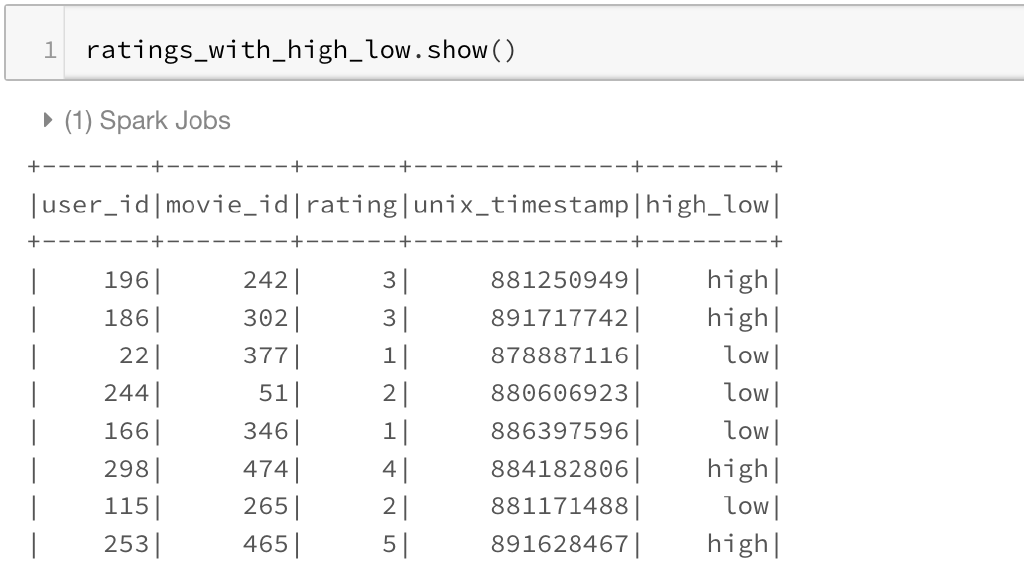 1 ratings_with_high_low.show()
(1) Spark Jobs
+-------+--------+------+--------------+--------+
|user_id|movie_id|rating|unix_timestamp|high_low|
+-------+--------+------+--------------+--------+
|    196|     242|     3|     881250949|    high|
|    186|     302|     3|     891717742|    high|
|     22|     377|     1|     878887116|     low|
|    244|      51|     2|     880606923|     low|
|    166|     346|     1|     886397596|     low|
|    298|     474|     4|     884182806|    high|
|    115|     265|     2|     881171488|     low|
|    253|     465|     5|     891628467|    high|